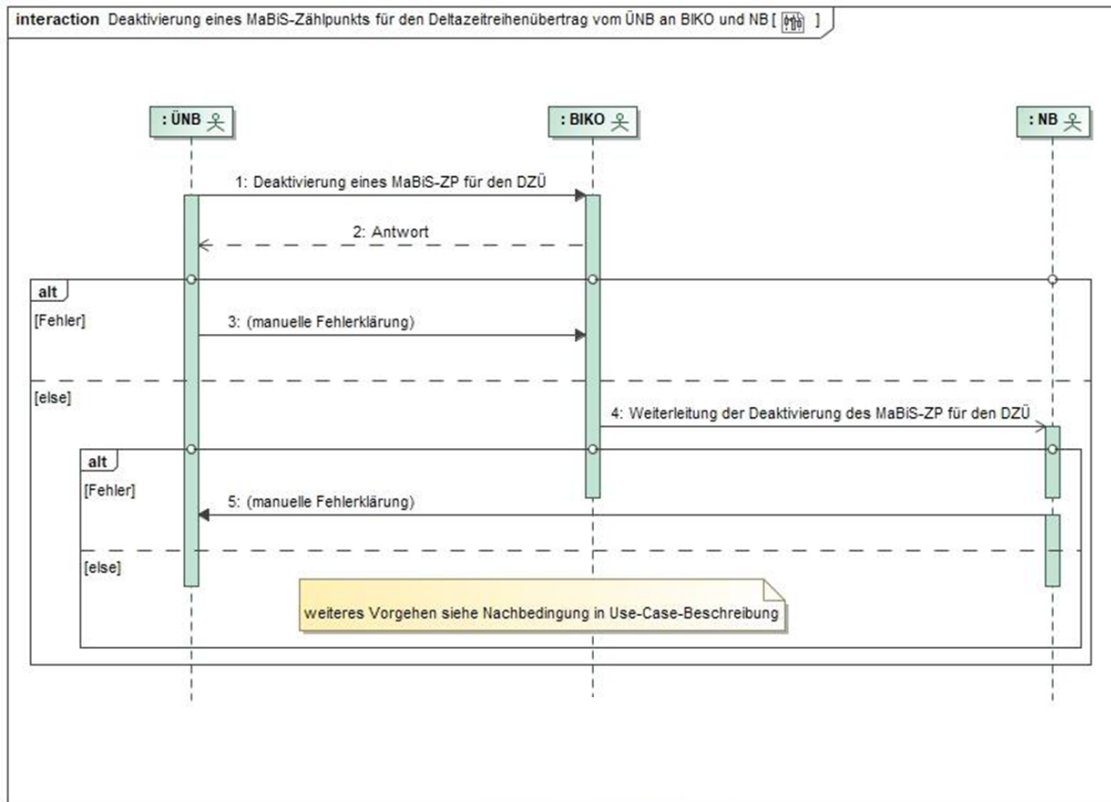 interaction Deaktivierung eines MaBiS-Zählpunkts für den Deltazeitreihenübertrag vom ÜNB an BIKO und NB [ ]
: ÜNB
: BIKO
: NB
1: Deaktivierung eines MaBiS-ZP für den DZÜ
2: Antwort
alt
[Fehler]
3: (manuelle Fehlerklärung)
[else]
4: Weiterleitung der Deaktivierung des MaBiS-ZP für den DZÜ
alt
[Fehler]
5: (manuelle Fehlerklärung)
[else]
weiteres Vorgehen siehe Nachbedingung in Use-Case-Beschreibung